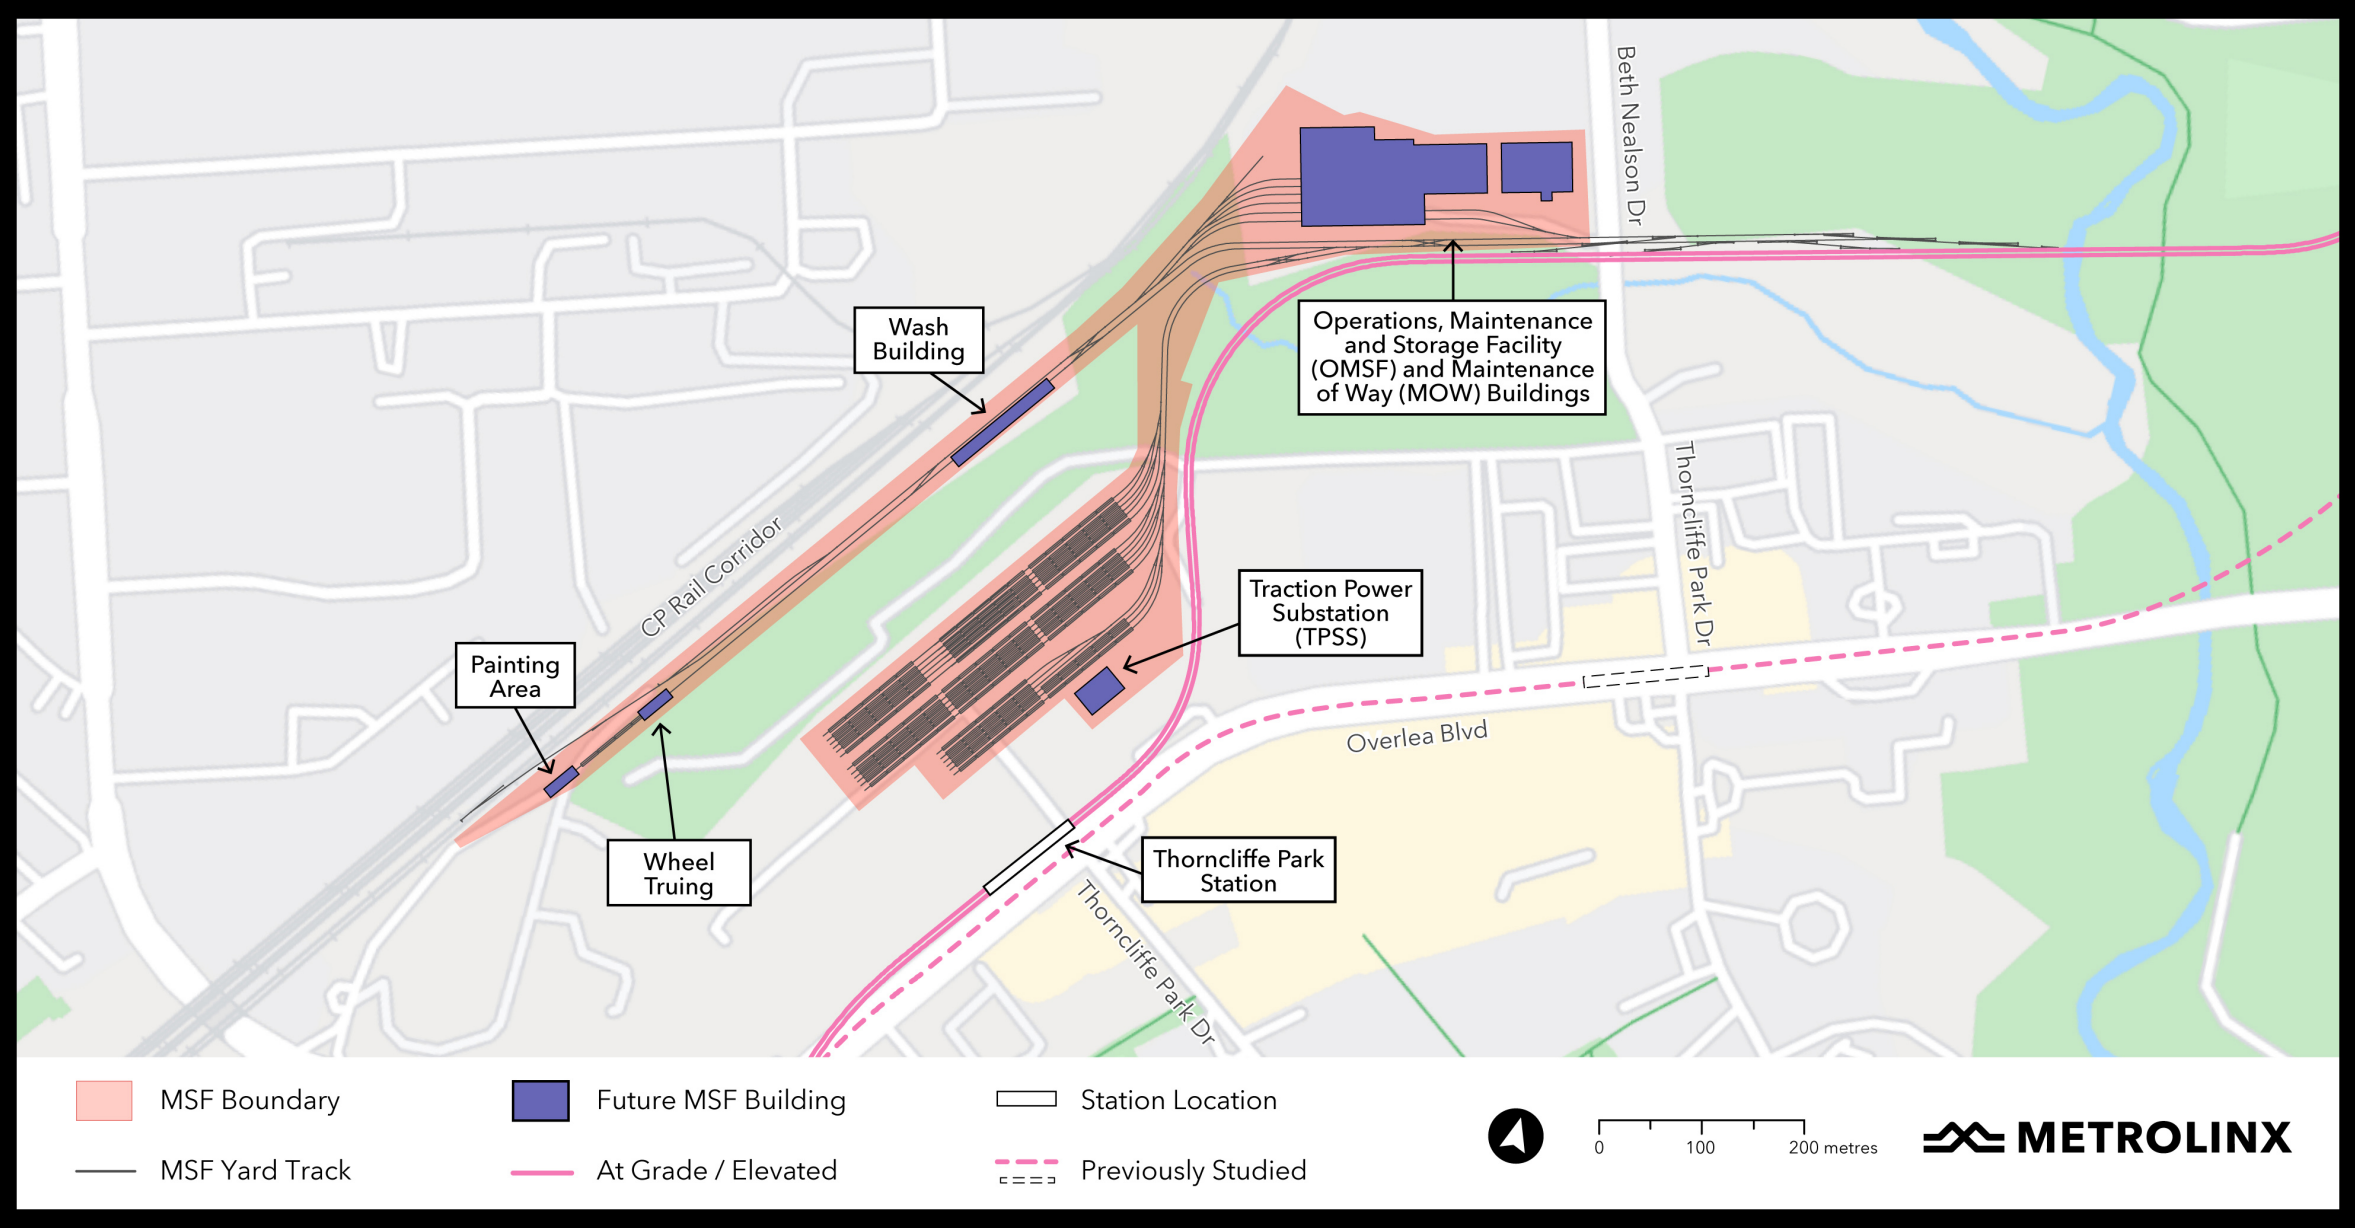 Beth Nealson Dr
Wash
Building
Operations, Maintenance
and Storage Facility
(OMSF) and Maintenance
of Way (MOW) Buildings
CP Rail Corridor
Thorncliffe Park Dr
Traction Power
Substation
(TPSS)
Painting
Area
Overlea Blvd
Wheel
Truing
Thorncliffe Park
Station
Thorncliffe Park Dr
MSF Boundary
Future MSF Building
Station Location
MSF Yard Track
At Grade / Elevated
Previously Studied
0 100 200 metres
METROLINX